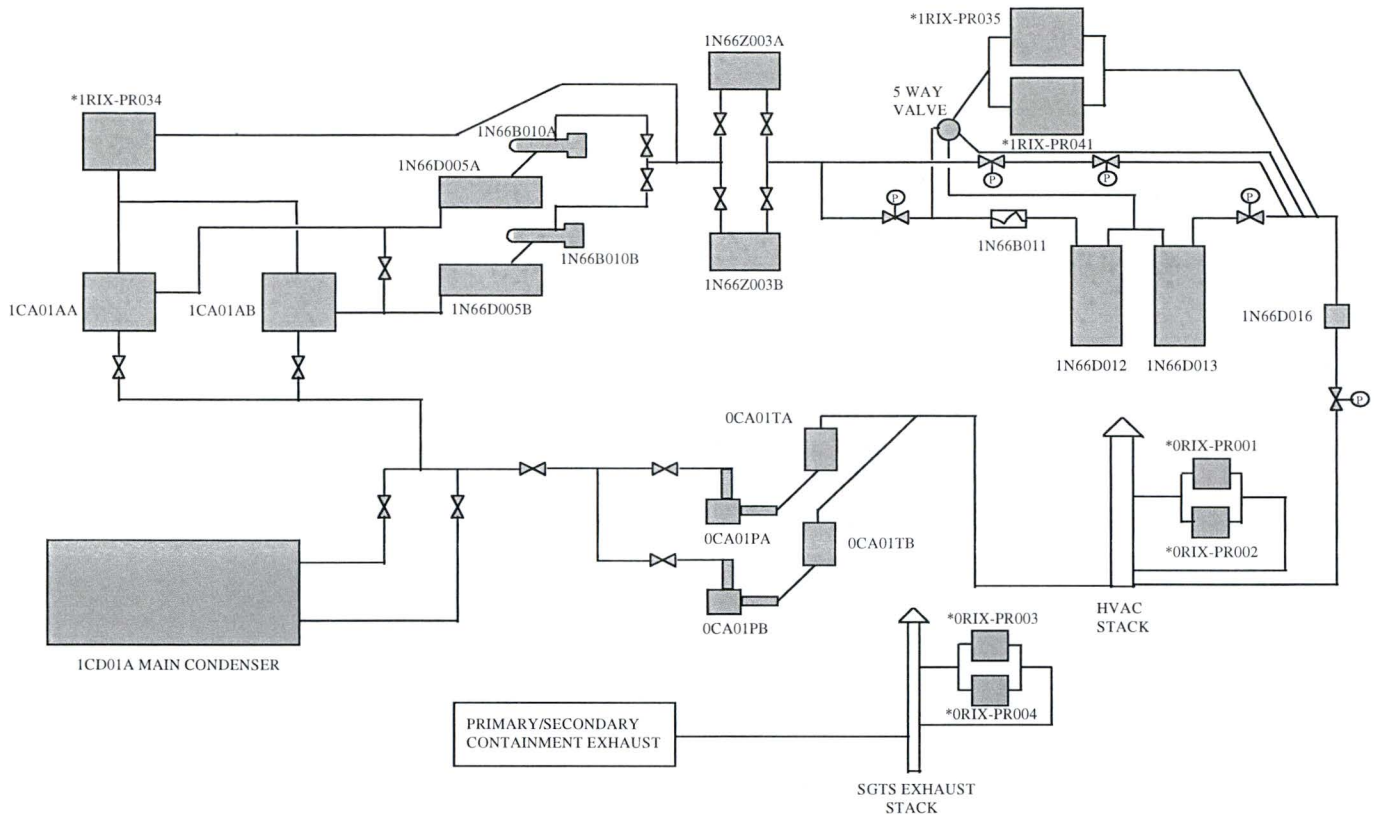 *1RIX-PR035
1N66Z003A
*1RIX-PR034
5 WAY
VALVE
1N66B010A
*1RIX-PR041
1N66D005A
P
P
P
P
1N66B011
1N66B010B
1CA01AA
1CA01AB
1N66D005B
1N66Z003B
1N66D016
1N66D012
1N66D013
P
0CA01TA
*0RIX-PR001
0CA01PA
0CA01TB
*0RIX-PR002
HVAC
STACK
0CA01PB
*0RIX-PR003
1CD01A MAIN CONDENSER
*0RIX-PR004
PRIMARY/SECONDARY
CONTAINMENT EXHAUST
SGTS EXHAUST
STACK